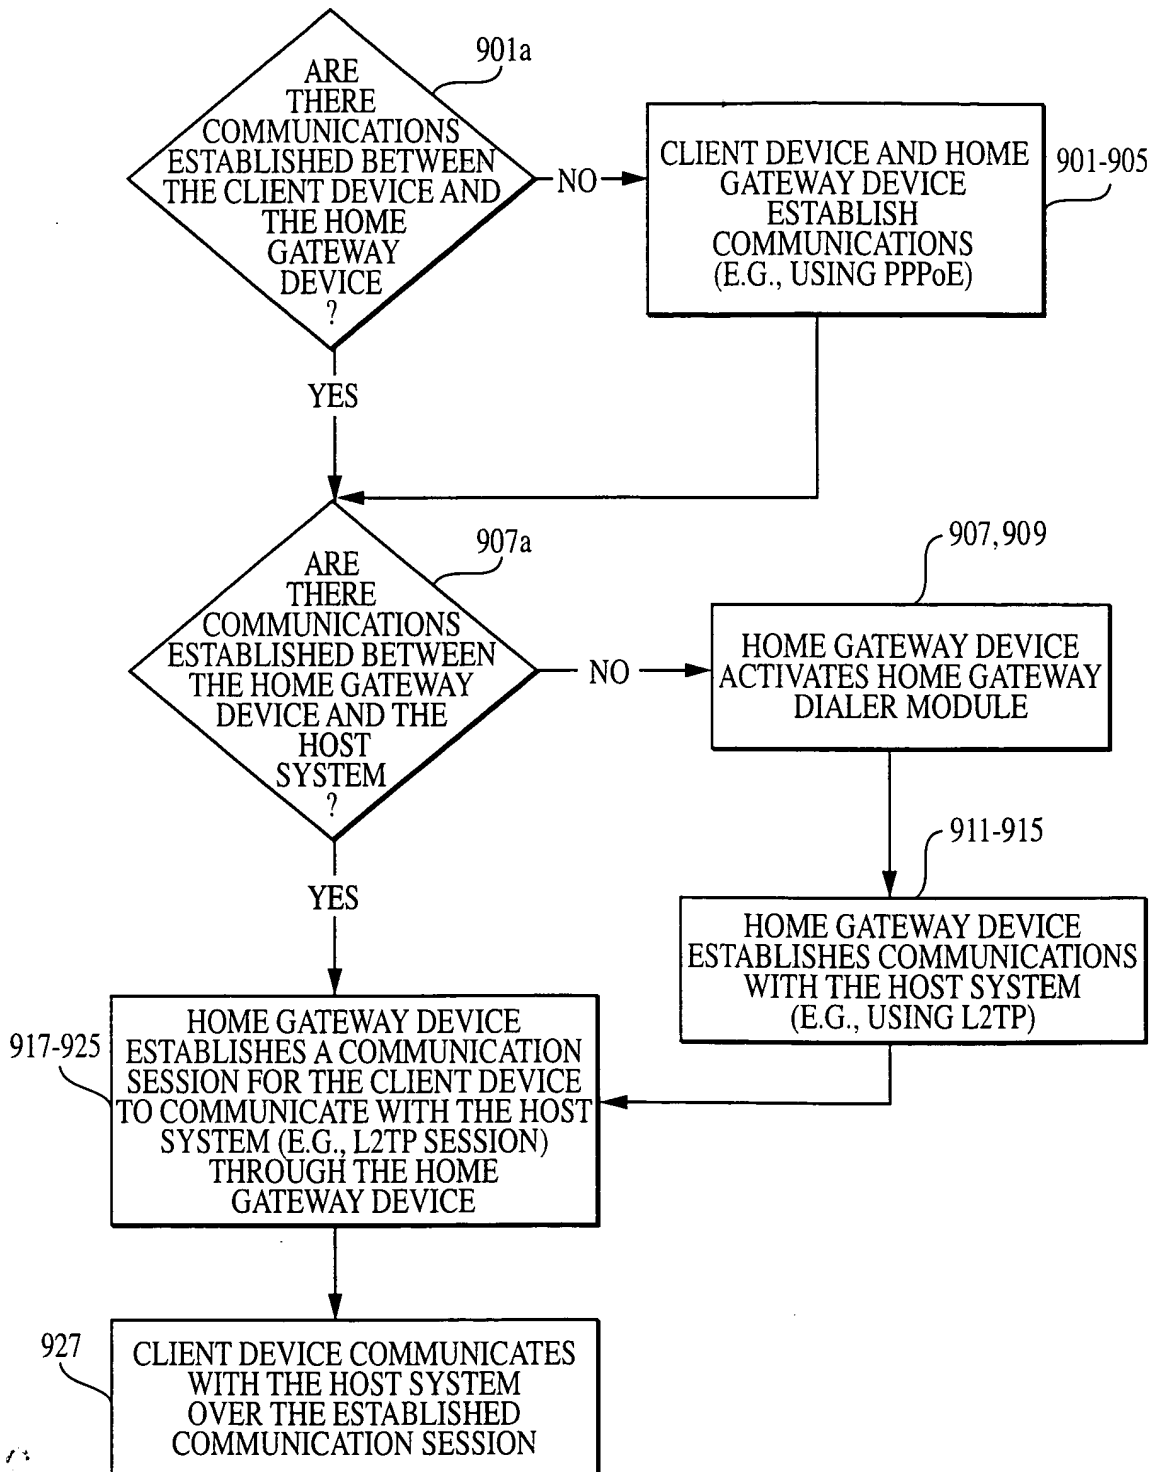 901a
ARE
THERE
COMMUNICATIONS
ESTABLISHED BETWEEN
THE CLIENT DEVICE AND
THE HOME
GATEWAY
DEVICE
?
NO
CLIENT DEVICE AND HOME
GATEWAY DEVICE
ESTABLISH
COMMUNICATIONS
(E.G., USING PPPoE)
901-905
YES
907a
ARE
THERE
COMMUNICATIONS
ESTABLISHED BETWEEN
THE HOME GATEWAY
DEVICE AND THE
HOST
SYSTEM
?
NO
907, 909
HOME GATEWAY DEVICE
ACTIVATES HOME GATEWAY
DIALER MODULE
911-915
HOME GATEWAY DEVICE
ESTABLISHES COMMUNICATIONS
WITH THE HOST SYSTEM
(E.G., USING L2TP)
YES
917-925
HOME GATEWAY DEVICE
ESTABLISHES A COMMUNICATION
SESSION FOR THE CLIENT DEVICE
TO COMMUNICATE WITH THE HOST
SYSTEM (E.G., L2TP SESSION)
THROUGH THE HOME
GATEWAY DEVICE
927
CLIENT DEVICE COMMUNICATES
WITH THE HOST SYSTEM
OVER THE ESTABLISHED
COMMUNICATION SESSION